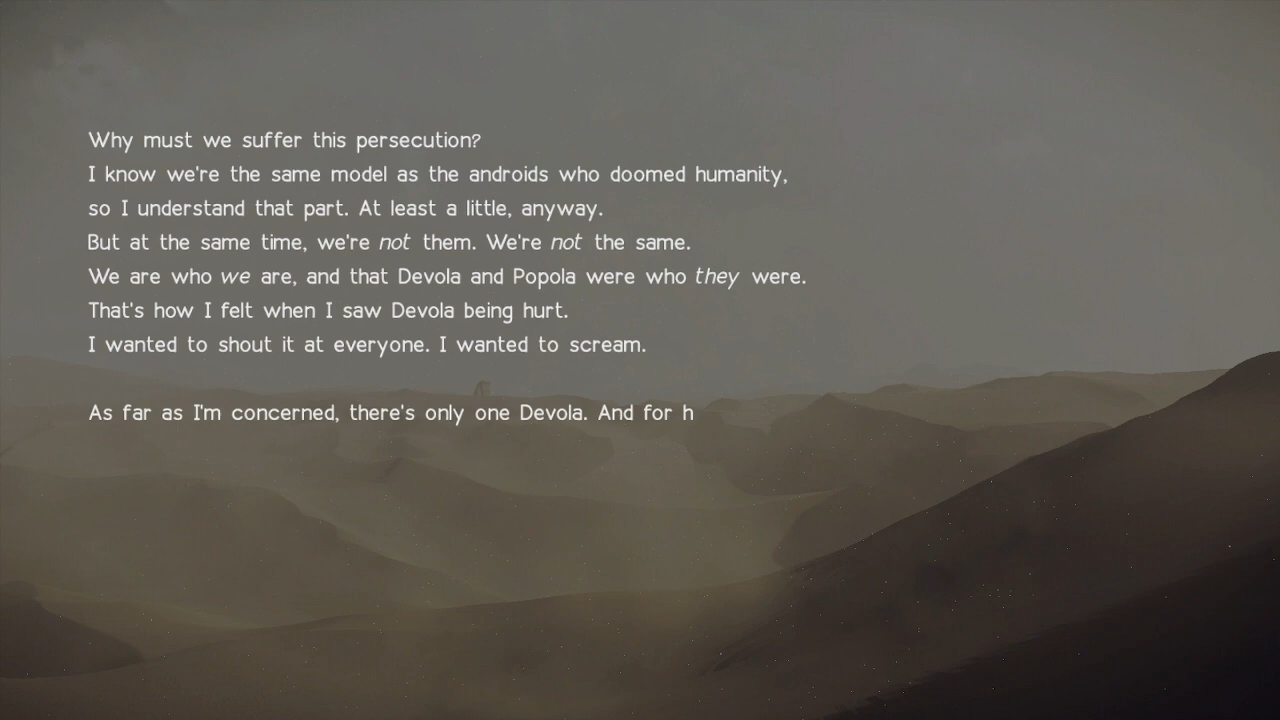 Why must we suffer this persecution?
I know we're the same model as the androids who doomed humanity,
so I understand that part. At least a little, anyway.
But at the same time, we're not them. We're not the same.
We are who we are, and that Devola and Popola were who they were.
That's how I felt when I saw Devola being hurt.
I wanted to shout it at everyone. I wanted to scream.
As far as I'm concerned, there's only one Devola. And for h